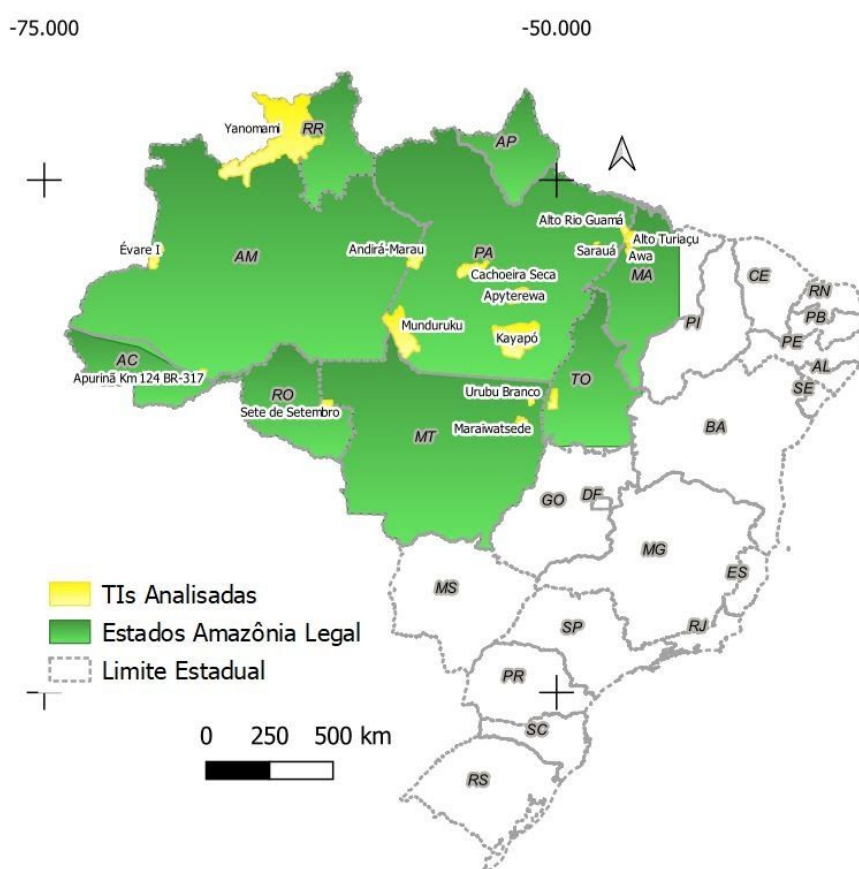 -75.000
-50.000
Yanomami
RR
AP
Alto Rio Guamá
Alto Turiaçu
Évare I
AM
Andirá-Marau
PA
Sarauá
Awa
Cachoeira Seca
MA
CE
RN
Apyterewa
PB
Munduruku
Kayapó
PI
PE
AC
AL
Apurinã Km 124 BR-317
RO
Urubu Branco
TO
SE
Sete de Setembro
Maraiwatsede
MT
BA
GO
DF
MG
MS
ES
TIs Analisadas
Estados Amazônia Legal
SP
RJ
Limite Estadual
PR
SC
0 250 500 km
RS